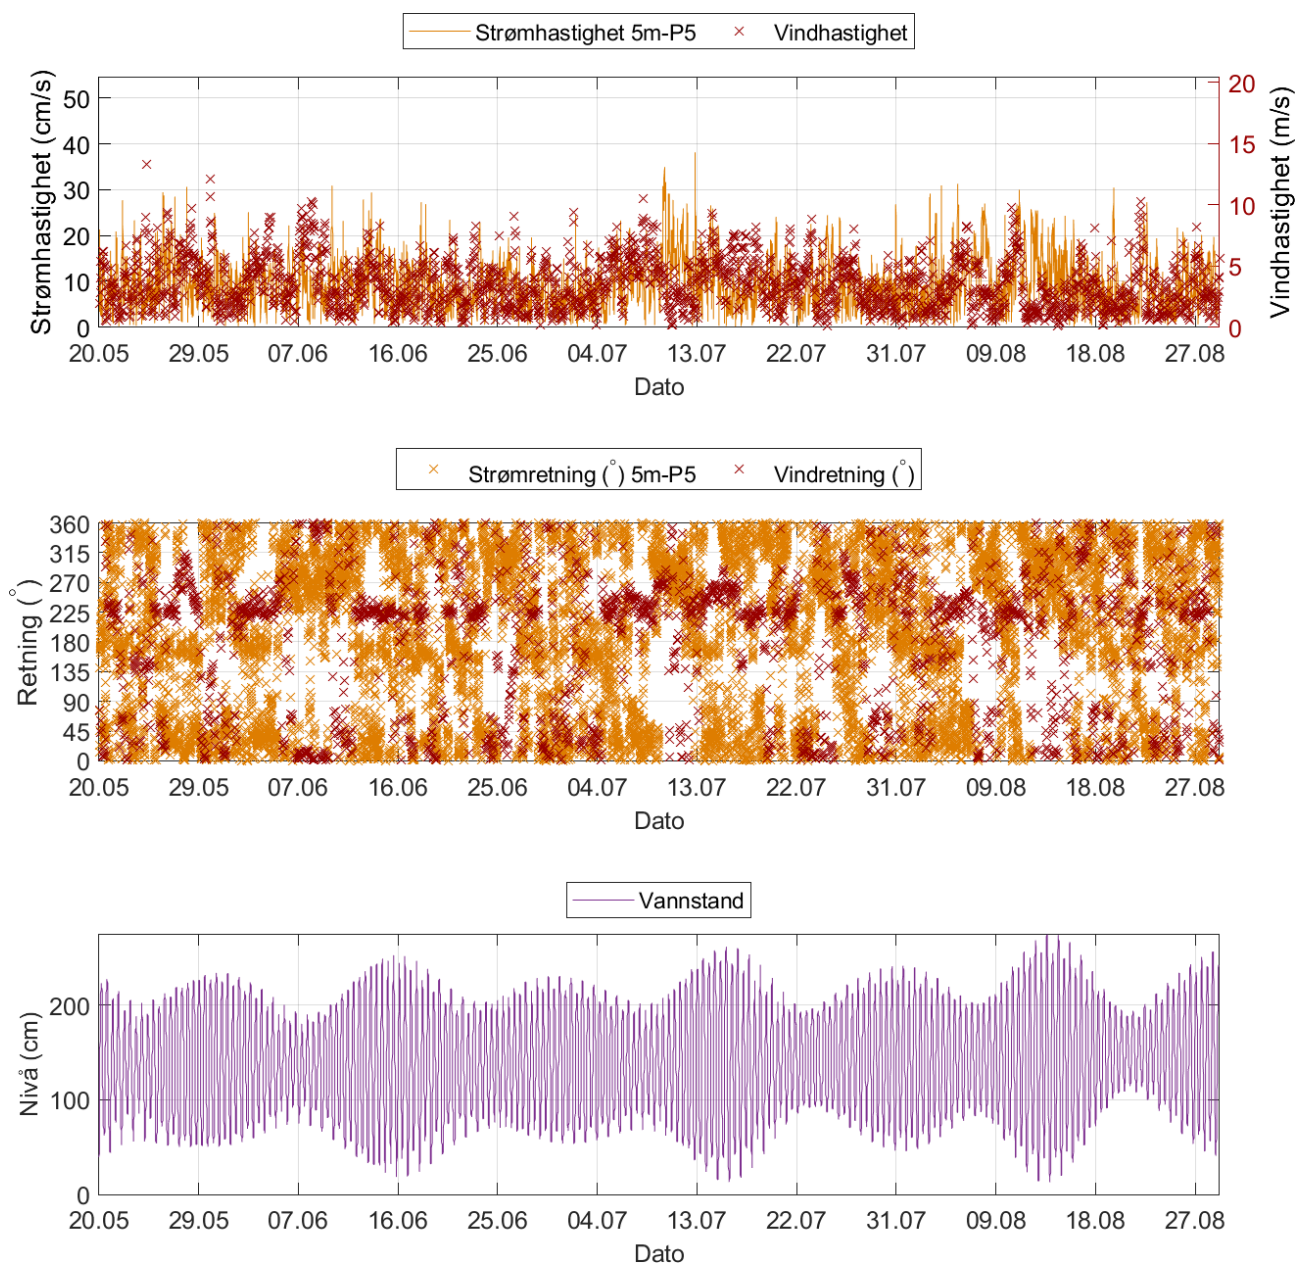 Strømhastighet 5m-P5 Vindhastighet
Strømhastighet (cm/s)
50
40
30
20
10
0
20
15
10
5
0
Vindhastighet (m/s)
20.05 29.05 07.06 16.06 25.06 04.07 13.07 22.07 31.07 09.08 18.08 27.08
Dato
Strømretning (°) 5m-P5 Vindretning (°)
Retning (°)
360
315
270
225
180
135
90
45
0
20.05 29.05 07.06 16.06 25.06 04.07 13.07 22.07 31.07 09.08 18.08 27.08
Dato
Vannstand
Nivå (cm)
200
100
0
20.05 29.05 07.06 16.06 25.06 04.07 13.07 22.07 31.07 09.08 18.08 27.08
Dato